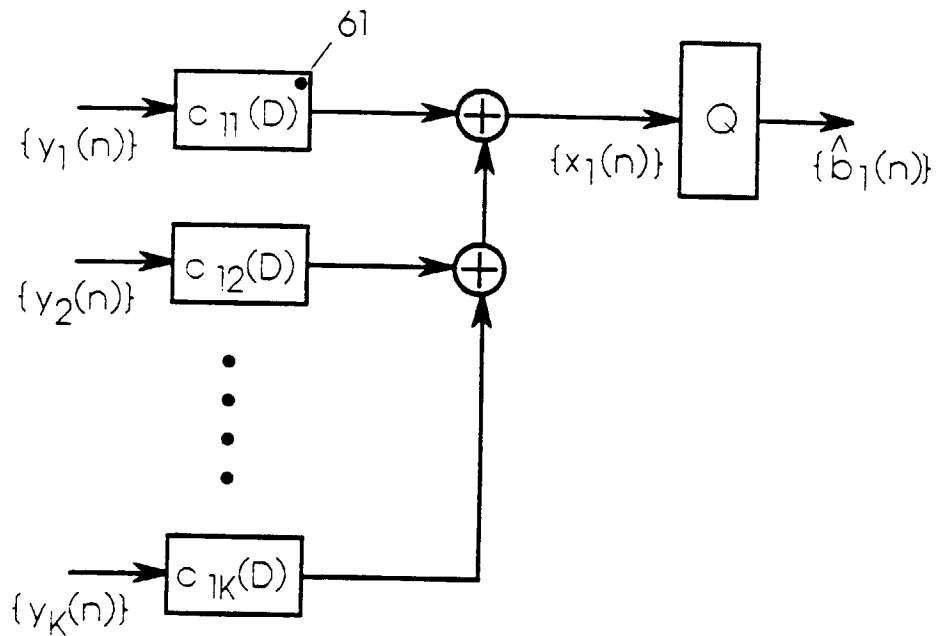 61
c₁₁(D)
{y₁(n)}
{x₁(n)}
Q
{b̂₁(n)}
c₁₂(D)
{y₂(n)}
c₁K(D)
{yK(n)}